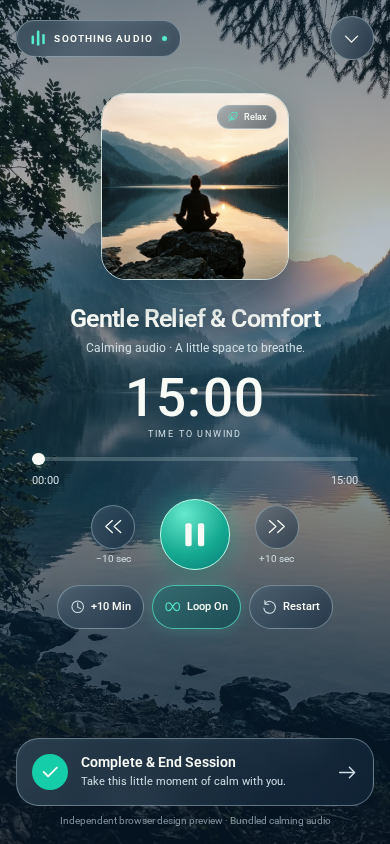 SOOTHING AUDIO
Relax
Gentle Relief & Comfort
Calming audio · A little space to breathe.
15:00
TIME TO UNWIND
00:00
15:00
−10 sec
+10 sec
+10 Min
Loop On
Restart
Complete & End Session
Take this little moment of calm with you.
Independent browser design preview · Bundled calming audio